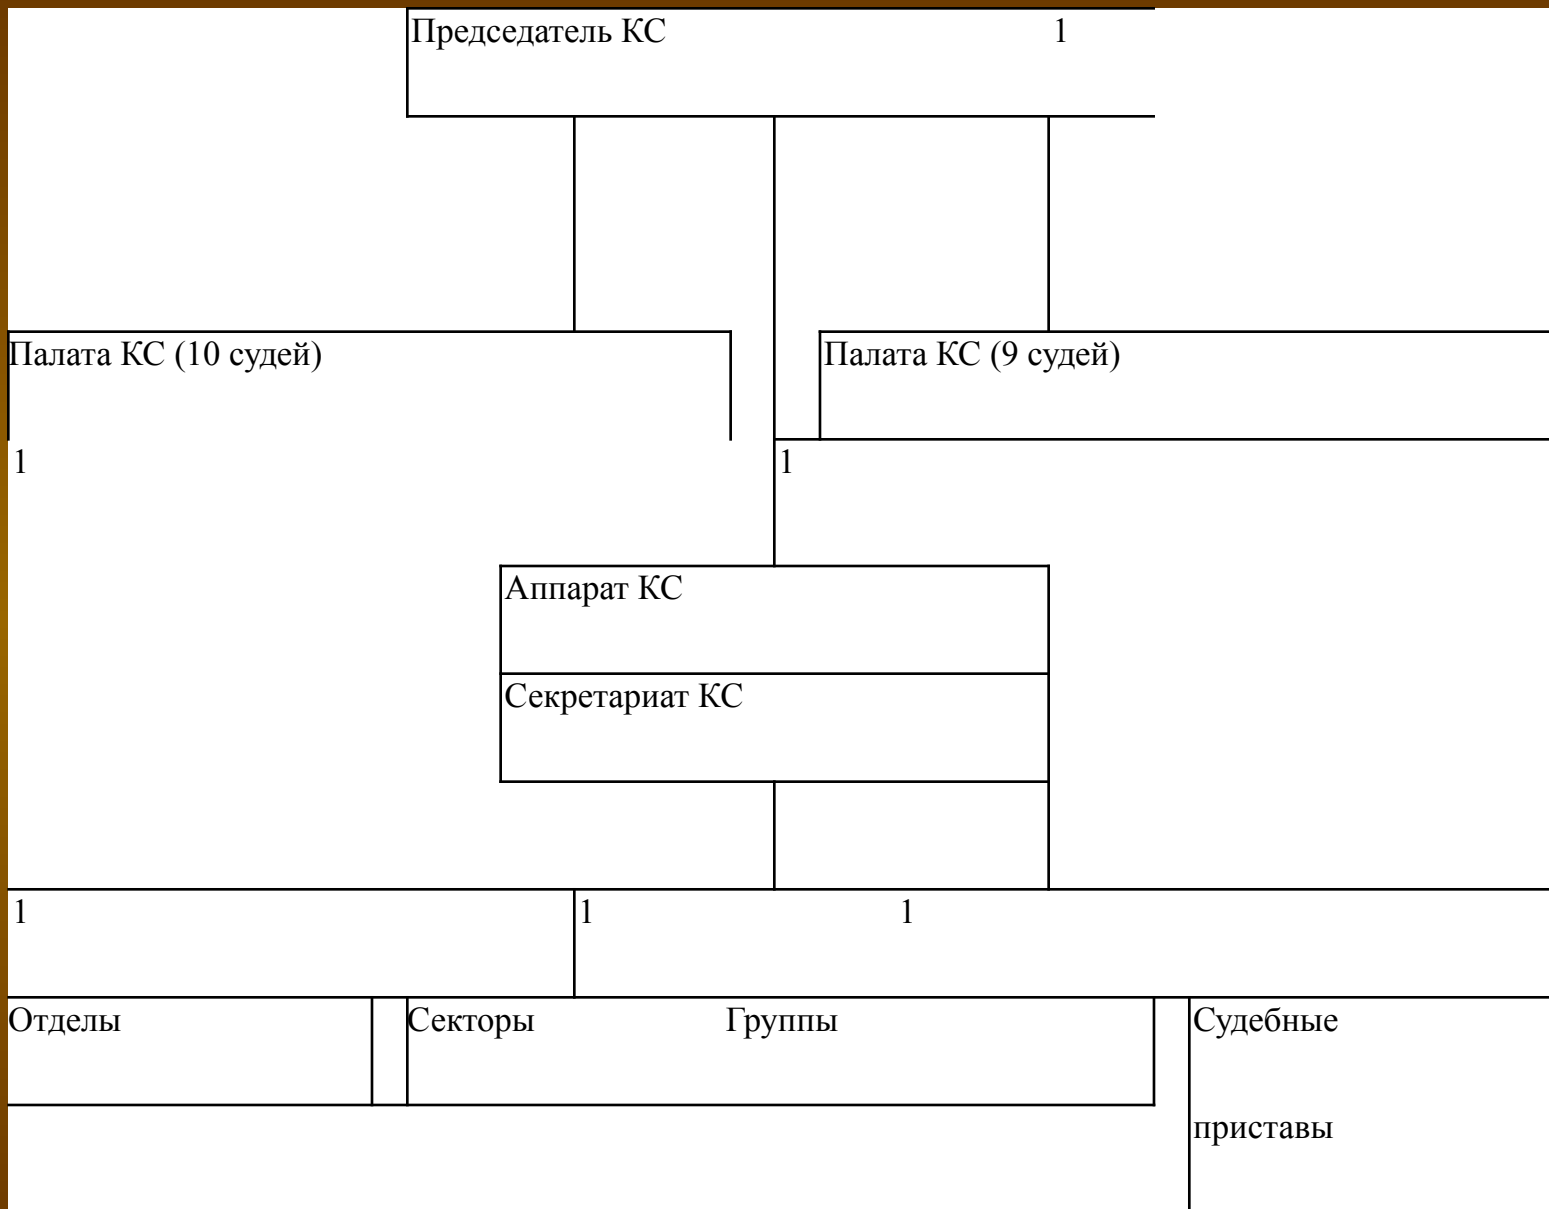 Председатель КС 1
Палата КС (10 судей) Палата КС (9 судей)
1 1
Аппарат КС
Секретариат КС
1 1 1
Отделы Секторы Группы Судебные
приставы